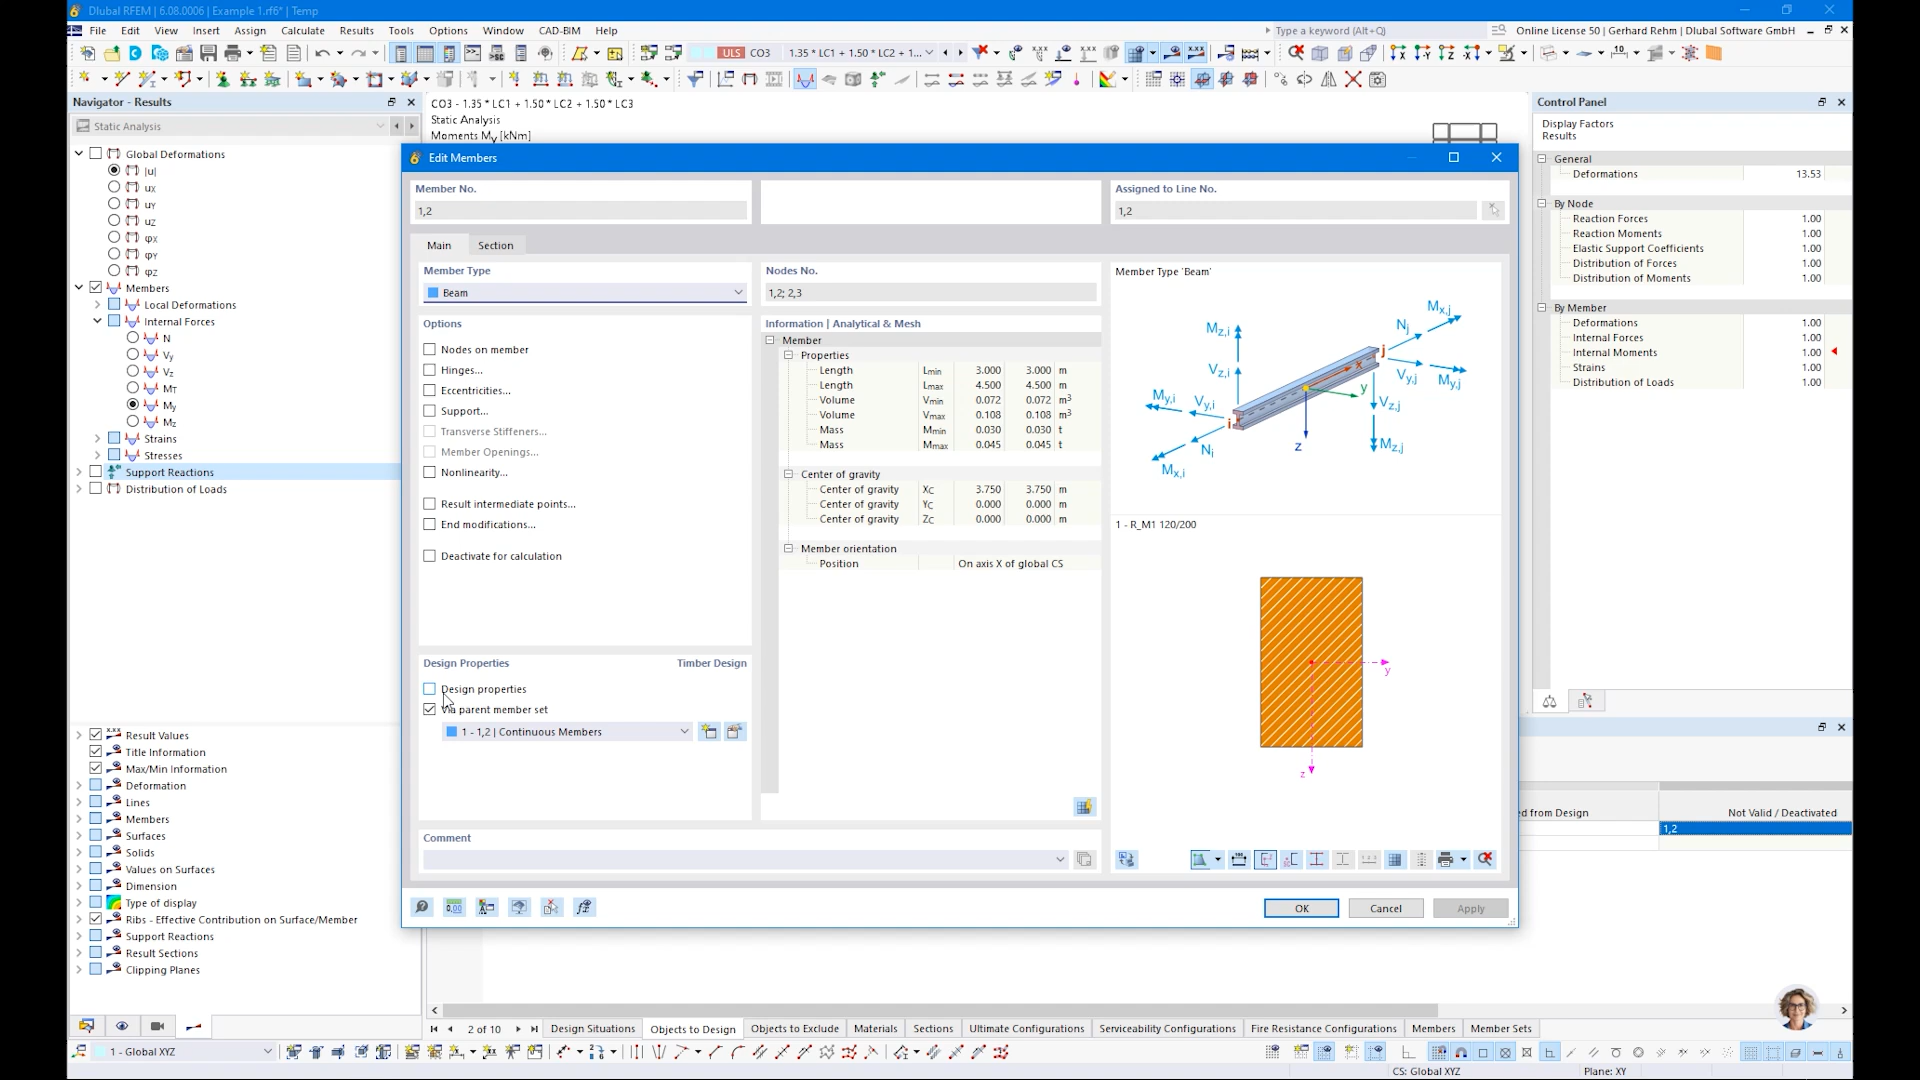 Dlubal RFEM | 6.08.0006 | Example 1.rf6* | Temp
File Edit View Insert Assign Calculate Results Tools Options Window CAD-BIM Help
Type a keyword (Alt+Q)
Online License 50 | Gerhard Rehm | Dlubal Software GmbH
ULS CO3 1.35 * LC1 + 1.50 * LC2 + 1...
Navigator - Results
Static Analysis
Global Deformations
|u|
uX
uY
uZ
φX
φY
φZ
Members
Local Deformations
Internal Forces
N
Vy
Vz
MT
My
Mz
Strains
Stresses
Support Reactions
Distribution of Loads
Result Values
Title Information
Max/Min Information
Deformation
Lines
Members
Surfaces
Solids
Values on Surfaces
Dimension
Type of display
Ribs - Effective Contribution on Surface/Member
Support Reactions
Result Sections
Clipping Planes
CO3 - 1.35 * LC1 + 1.50 * LC2 + 1.50 * LC3
Static Analysis
Moments My [kNm]
Edit Members
Member No.
1,2
Assigned to Line No.
1,2
Main Section
Member Type
Beam
Options
Nodes on member
Hinges...
Eccentricities...
Support...
Transverse Stiffeners...
Member Openings...
Nonlinearity...
Result intermediate points...
End modifications...
Deactivate for calculation
Design Properties Timber Design
Design properties
Via parent member set
1 - 1,2 | Continuous Members
Comment
Nodes No.
1,2; 2,3
Information | Analytical & Mesh
Member
Properties
Length Lmin 3.000 3.000 m
Length Lmax 4.500 4.500 m
Volume Vmin 0.072 0.072 m3
Volume Vmax 0.108 0.108 m3
Mass Mmin 0.030 0.030 t
Mass Mmax 0.045 0.045 t
Center of gravity
Center of gravity XC 3.750 3.750 m
Center of gravity YC 0.000 0.000 m
Center of gravity ZC 0.000 0.000 m
Member orientation
Position On axis X of global CS
Member Type 'Beam'
Mx,j
Nj
Mz,i
j
Vz,i
x
Vy,j
My,j
My,i
Vy,i
y
Vz,j
i
z
Mz,j
Ni
Mx,i
1 - R_M1 120/200
y
z
OK Cancel Apply
Control Panel
Display Factors
Results
General
Deformations 13.53
By Node
Reaction Forces 1.00
Reaction Moments 1.00
Elastic Support Coefficients 1.00
Distribution of Forces 1.00
Distribution of Moments 1.00
By Member
Deformations 1.00
Internal Forces 1.00
Internal Moments 1.00
Strains 1.00
Distribution of Loads 1.00
ed from Design Not Valid / Deactivated
1,2
2 of 10 Design Situations Objects to Design Objects to Exclude Materials Sections Ultimate Configurations Serviceability Configurations Fire Resistance Configurations Members Member Sets
1 - Global XYZ
CS: Global XYZ Plane: XY